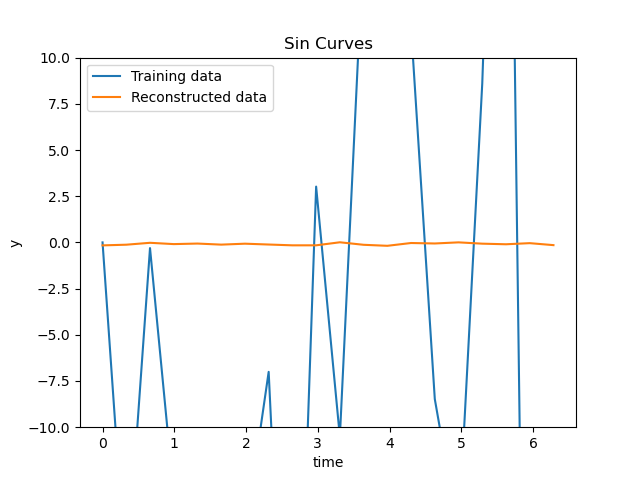 Sin Curves
Training data
Reconstructed data
10.0
7.5
5.0
2.5
0.0
−2.5
−5.0
−7.5
−10.0
y
0 1 2 3 4 5 6
time